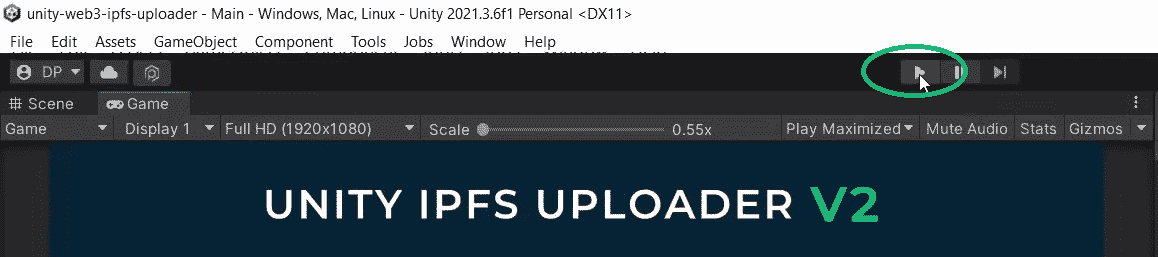 unity-web3-ipfs-uploader - Main - Windows, Mac, Linux - Unity 2021.3.6f1 Personal <DX11>
File Edit Assets GameObject Component Tools Jobs Window Help
DP
Scene Game
Game Display 1 Full HD (1920x1080) Scale 0.55x Play Maximized Mute Audio Stats Gizmos
UNITY IPFS UPLOADER V2